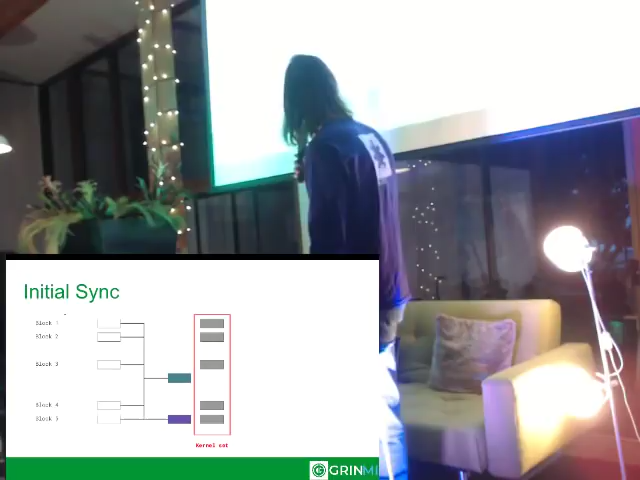 Initial Sync
Block 1
Block 2
Block 3
Block 4
Block 5
Kernel set
GRINMI